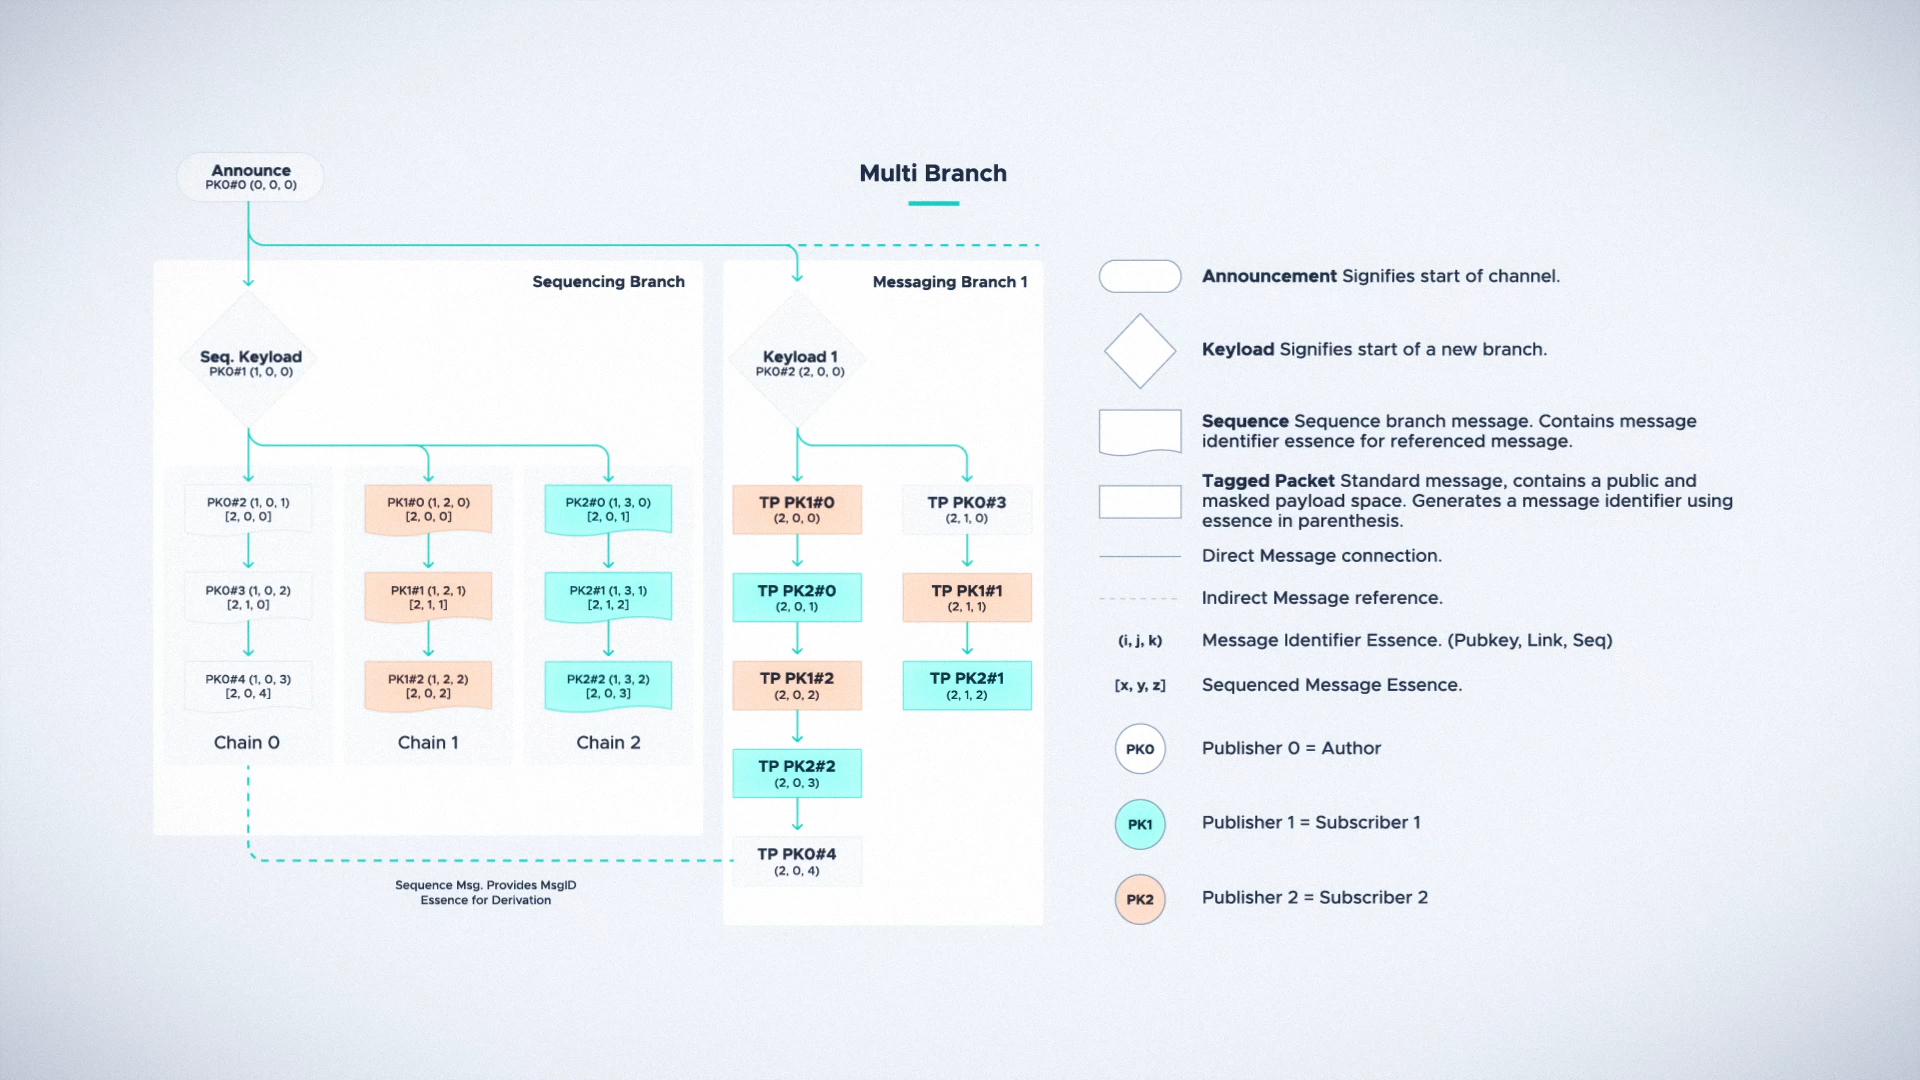 Announce
PK0#0 (0, 0, 0)
Multi Branch
Sequencing Branch
Seq. Keyload
PK0#1 (1, 0, 0)
PK0#2 (1, 0, 1)
[2, 0, 0]
PK0#3 (1, 0, 2)
[2, 1, 0]
PK0#4 (1, 0, 3)
[2, 0, 4]
Chain 0
PK1#0 (1, 2, 0)
[2, 0, 0]
PK1#1 (1, 2, 1)
[2, 1, 1]
PK1#2 (1, 2, 2)
[2, 0, 2]
Chain 1
PK2#0 (1, 3, 0)
[2, 0, 1]
PK2#1 (1, 3, 1)
[2, 1, 2]
PK2#2 (1, 3, 2)
[2, 0, 3]
Chain 2
Sequence Msg. Provides MsgID
Essence for Derivation
Messaging Branch 1
Keyload 1
PK0#2 (2, 0, 0)
TP PK1#0
(2, 0, 0)
TP PK2#0
(2, 0, 1)
TP PK1#2
(2, 0, 2)
TP PK2#2
(2, 0, 3)
TP PK0#4
(2, 0, 4)
TP PK0#3
(2, 1, 0)
TP PK1#1
(2, 1, 1)
TP PK2#1
(2, 1, 2)
Announcement Signifies start of channel.
Keyload Signifies start of a new branch.
Sequence Sequence branch message. Contains message
identifier essence for referenced message.
Tagged Packet Standard message, contains a public and
masked payload space. Generates a message identifier using
essence in parenthesis.
Direct Message connection.
Indirect Message reference.
(i, j, k) Message Identifier Essence. (Pubkey, Link, Seq)
[x, y, z] Sequenced Message Essence.
PK0 Publisher 0 = Author
PK1 Publisher 1 = Subscriber 1
PK2 Publisher 2 = Subscriber 2